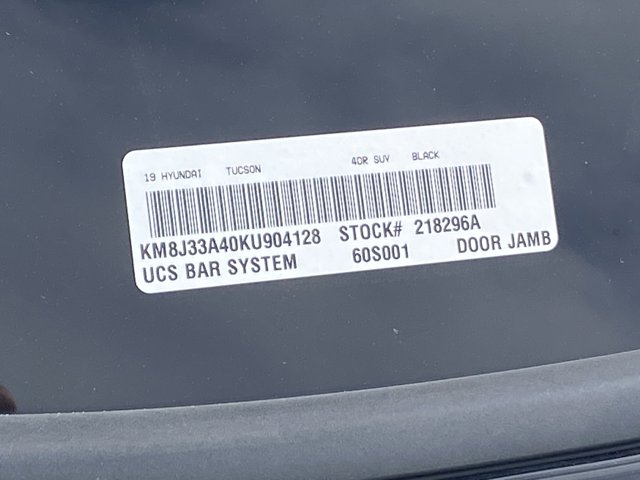 19 HYUNDAI TUCSON 4DR SUV BLACK
KM8J33A40KU904128 STOCK# 218296A
UCS BAR SYSTEM 60S001 DOOR JAMB